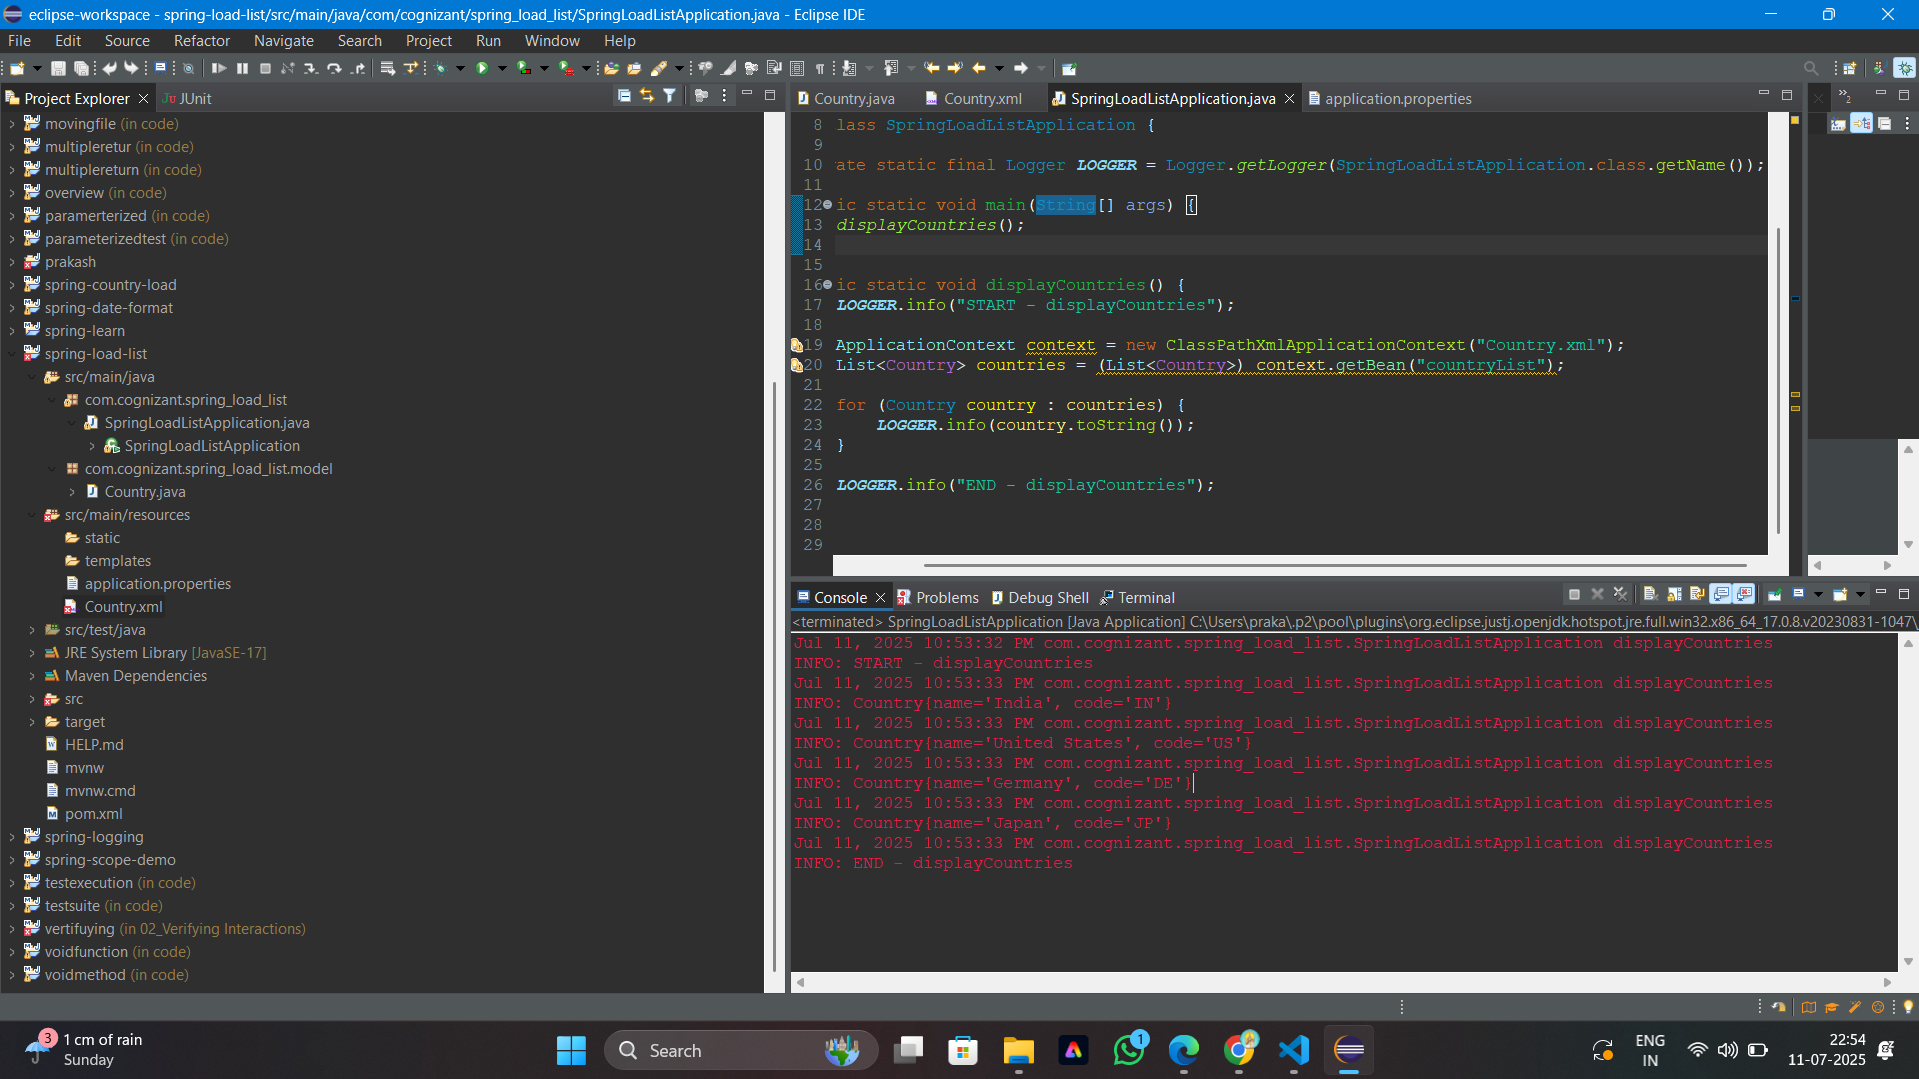 eclipse-workspace - spring-load-list/src/main/java/com/cognizant/spring_load_list/SpringLoadListApplication.java - Eclipse IDE
File Edit Source Refactor Navigate Search Project Run Window Help
Project Explorer JUnit
movingfile (in code)
multipleretur (in code)
multiplereturn (in code)
overview (in code)
paramerterized (in code)
parameterizedtest (in code)
prakash
spring-country-load
spring-date-format
spring-learn
spring-load-list
src/main/java
com.cognizant.spring_load_list
SpringLoadListApplication.java
SpringLoadListApplication
com.cognizant.spring_load_list.model
Country.java
src/main/resources
static
templates
application.properties
Country.xml
src/test/java
JRE System Library [JavaSE-17]
Maven Dependencies
src
target
HELP.md
mvnw
mvnw.cmd
pom.xml
spring-logging
spring-scope-demo
testexecution (in code)
testsuite (in code)
vertifuying (in 02_Verifying Interactions)
voidfunction (in code)
voidmethod (in code)
Country.java Country.xml SpringLoadListApplication.java application.properties
8 lass SpringLoadListApplication {
9
10 ate static final Logger LOGGER = Logger.getLogger(SpringLoadListApplication.class.getName());
11
12 ic static void main(String[] args) {
13 displayCountries();
14
15
16 ic static void displayCountries() {
17 LOGGER.info("START - displayCountries");
18
19 ApplicationContext context = new ClassPathXmlApplicationContext("Country.xml");
20 List<Country> countries = (List<Country>) context.getBean("countryList");
21
22 for (Country country : countries) {
23 LOGGER.info(country.toString());
24 }
25
26 LOGGER.info("END - displayCountries");
27
28
29
Console Problems Debug Shell Terminal
<terminated> SpringLoadListApplication [Java Application] C:\Users\praka\.p2\pool\plugins\org.eclipse.justj.openjdk.hotspot.jre.full.win32.x86_64_17.0.8.v20230831-1047\
Jul 11, 2025 10:53:32 PM com.cognizant.spring_load_list.SpringLoadListApplication displayCountries
INFO: START - displayCountries
Jul 11, 2025 10:53:33 PM com.cognizant.spring_load_list.SpringLoadListApplication displayCountries
INFO: Country{name='India', code='IN'}
Jul 11, 2025 10:53:33 PM com.cognizant.spring_load_list.SpringLoadListApplication displayCountries
INFO: Country{name='United States', code='US'}
Jul 11, 2025 10:53:33 PM com.cognizant.spring_load_list.SpringLoadListApplication displayCountries
INFO: Country{name='Germany', code='DE'}
Jul 11, 2025 10:53:33 PM com.cognizant.spring_load_list.SpringLoadListApplication displayCountries
INFO: Country{name='Japan', code='JP'}
Jul 11, 2025 10:53:33 PM com.cognizant.spring_load_list.SpringLoadListApplication displayCountries
INFO: END - displayCountries
3
1 cm of rain
Sunday
Search
1
ENG
IN
22:54
11-07-2025